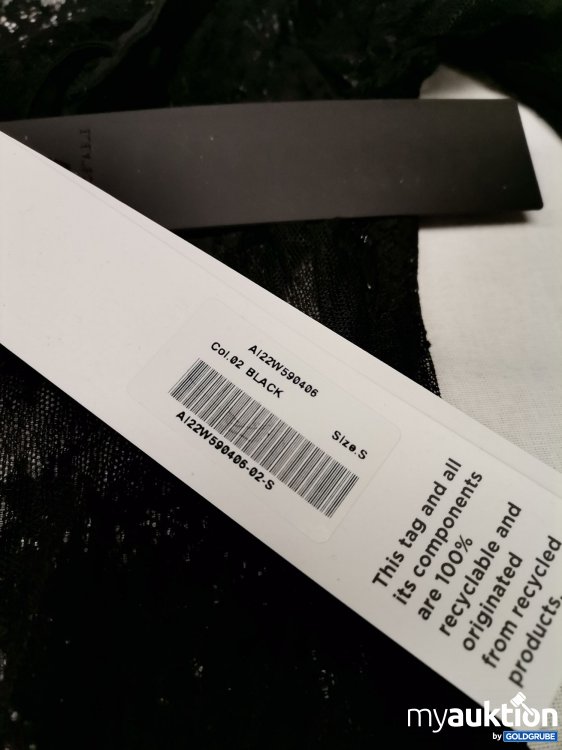 AI22W590406
Col.02 BLACK
Size.S
AI22W590406-02-S
This tag and all
its components
are 100%
recyclable and
originated
from recycled
products.
myauktion
by GOLDGRUBE